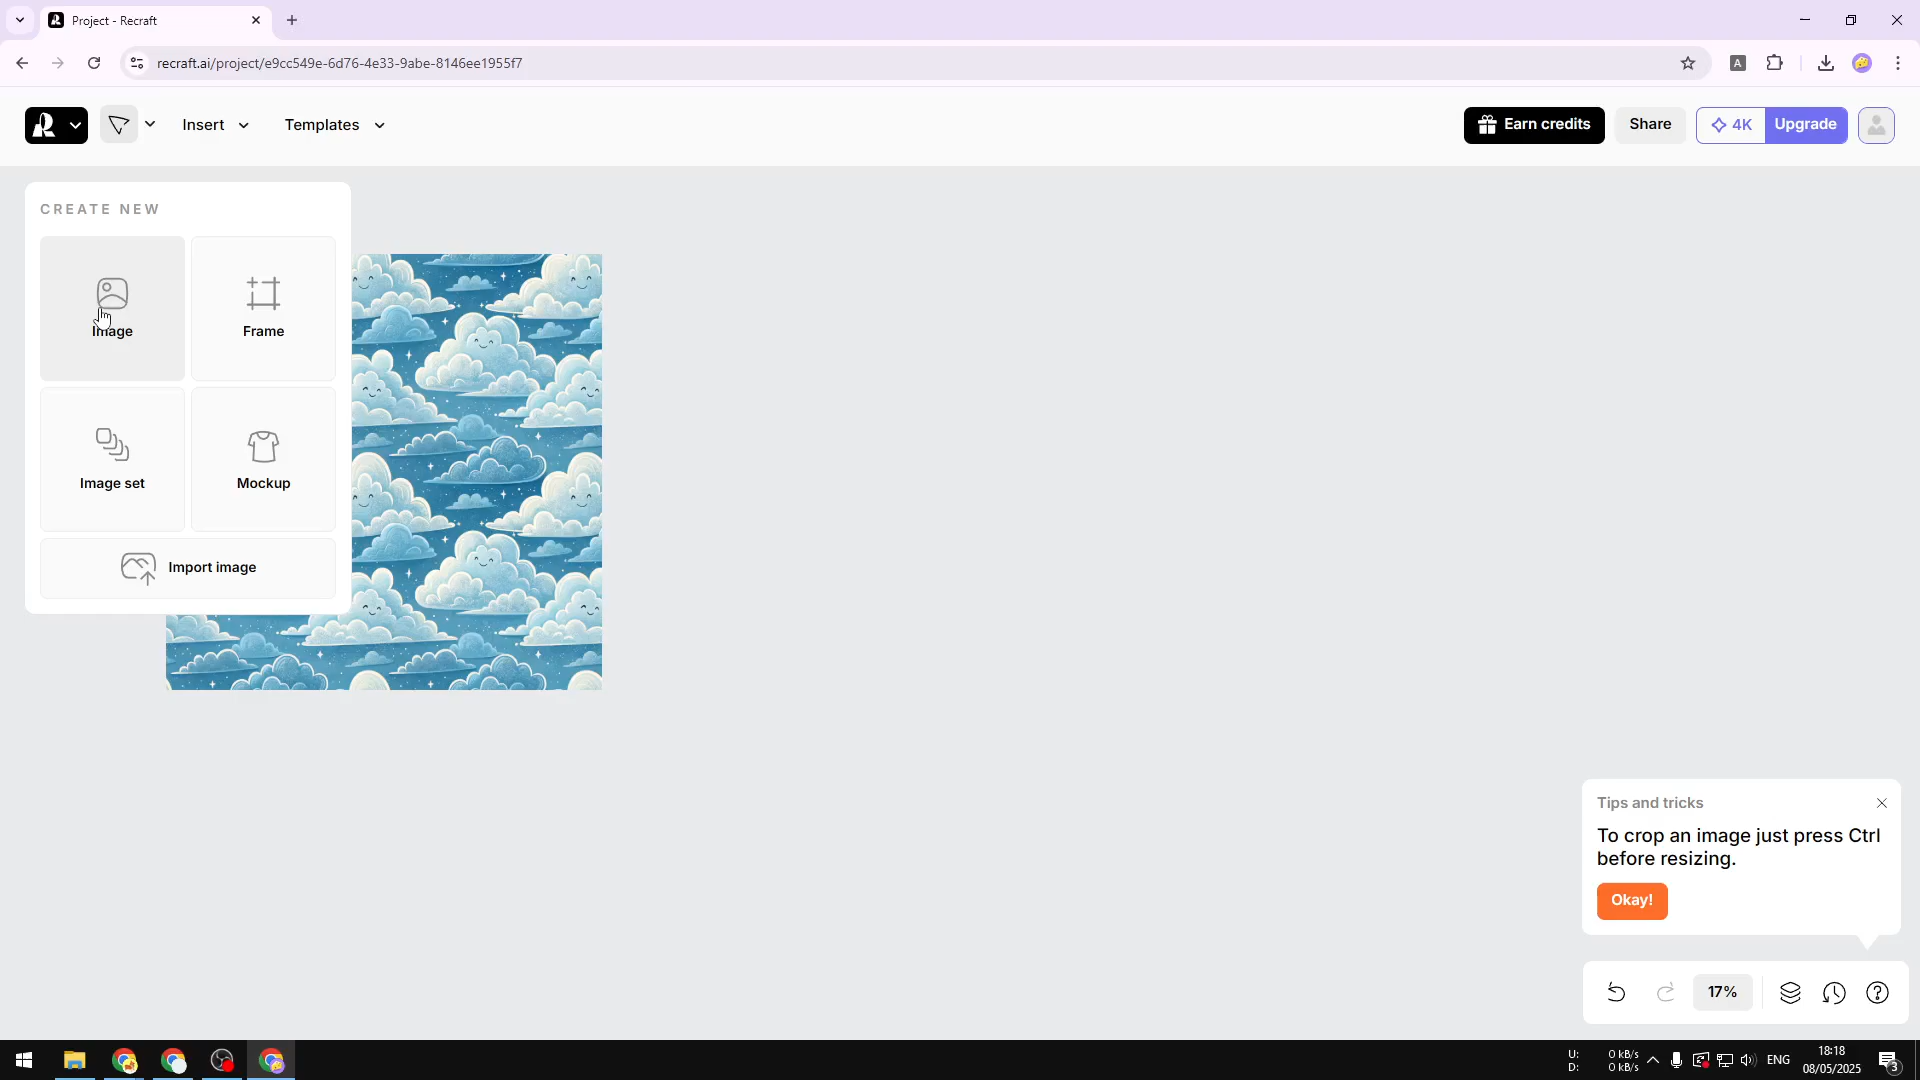 Project - Recraft
recraft.ai/project/e9cc549e-6d76-4e33-9abe-8146ee1955f7
A
Insert
Templates
Earn credits
Share
4K
Upgrade
CREATE NEW
Image
Frame
Image set
Mockup
Import image
Tips and tricks
To crop an image just press Ctrl
before resizing.
Okay!
17%
U: 0 kB/s
D: 0 kB/s
ENG
18:18
08/05/2025
3